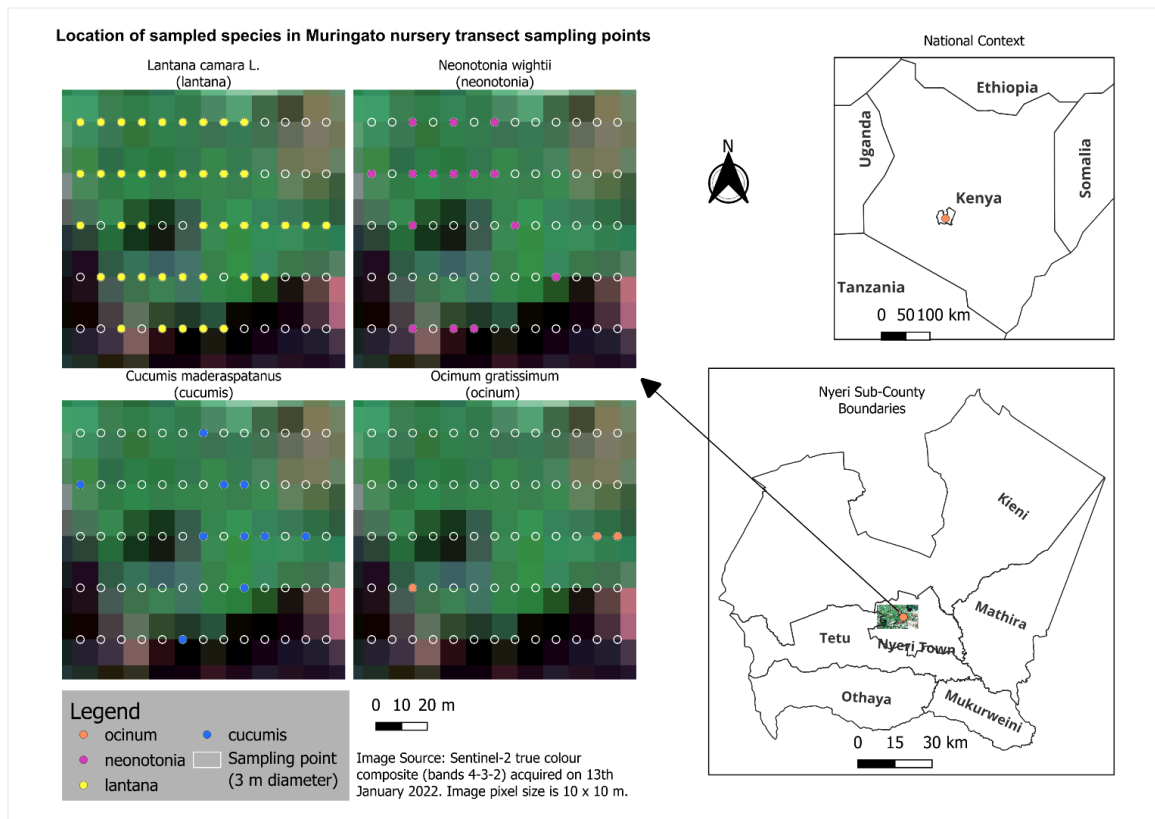 Location of sampled species in Muringato nursery transect sampling points
Lantana camara L.
(lantana)
Neonotonia wightii
(neonotonia)
Cucumis maderaspatanus
(cucumis)
Ocimum gratissimum
(ocinum)
Legend
ocinum
neonotonia
lantana
cucumis
Sampling point
(3 m diameter)
0 10 20 m
Image Source: Sentinel-2 true colour
composite (bands 4-3-2) acquired on 13th
January 2022. Image pixel size is 10 x 10 m.
N
National Context
Ethiopia
Uganda
Somalia
Kenya
Tanzania
0 50 100 km
Nyeri Sub-County
Boundaries
Kieni
Mathira
Tetu
Nyeri Town
Othaya
Mukurweini
0 15 30 km